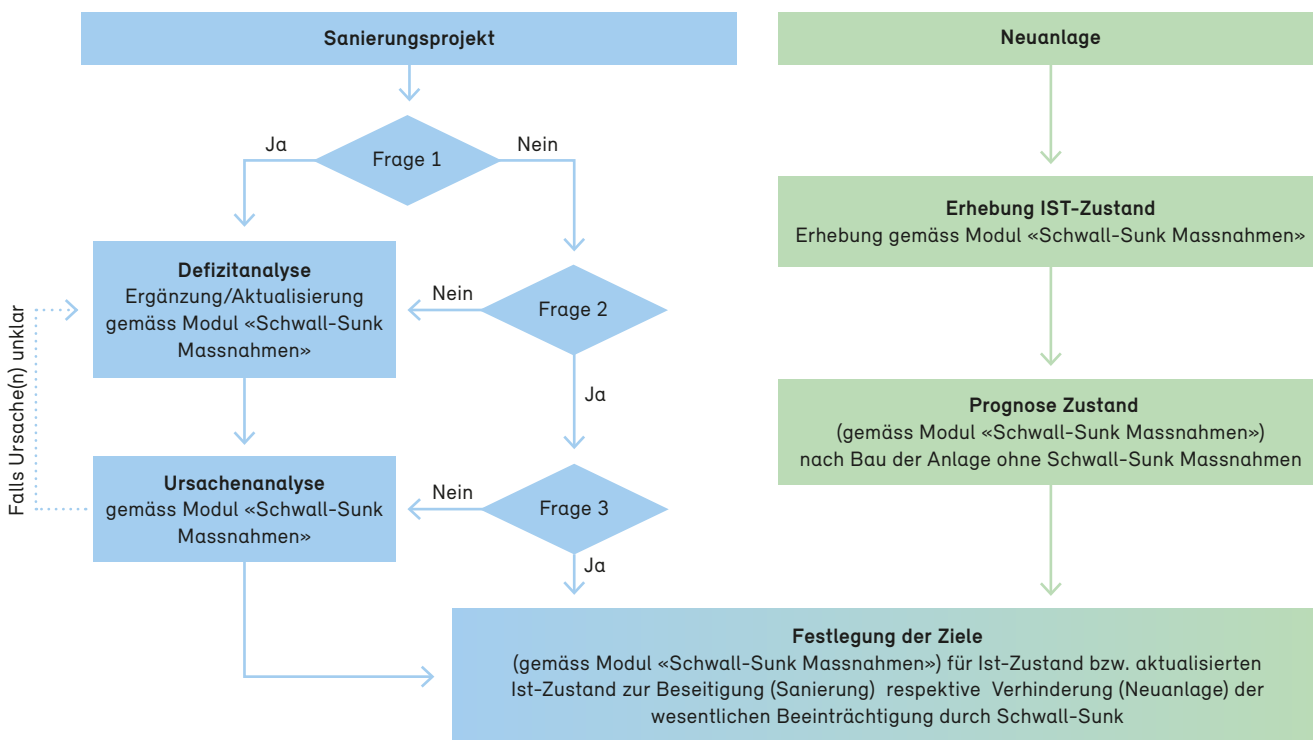 Sanierungsprojekt
Neuanlage
Ja
Nein
Frage 1
Defizitanalyse
Ergänzung/Aktualisierung
gemäss Modul «Schwall-Sunk
Massnahmen»
Nein
Frage 2
Ja
Falls Ursache(n) unklar
Ursachenanalyse
gemäss Modul «Schwall-Sunk
Massnahmen»
Nein
Frage 3
Ja
Erhebung IST-Zustand
Erhebung gemäss Modul «Schwall-Sunk Massnahmen»
Prognose Zustand
(gemäss Modul «Schwall-Sunk Massnahmen»)
nach Bau der Anlage ohne Schwall-Sunk Massnahmen
Festlegung der Ziele
(gemäss Modul «Schwall-Sunk Massnahmen») für Ist-Zustand bzw. aktualisierten
Ist-Zustand zur Beseitigung (Sanierung) respektive Verhinderung (Neuanlage) der
wesentlichen Beeinträchtigung durch Schwall-Sunk